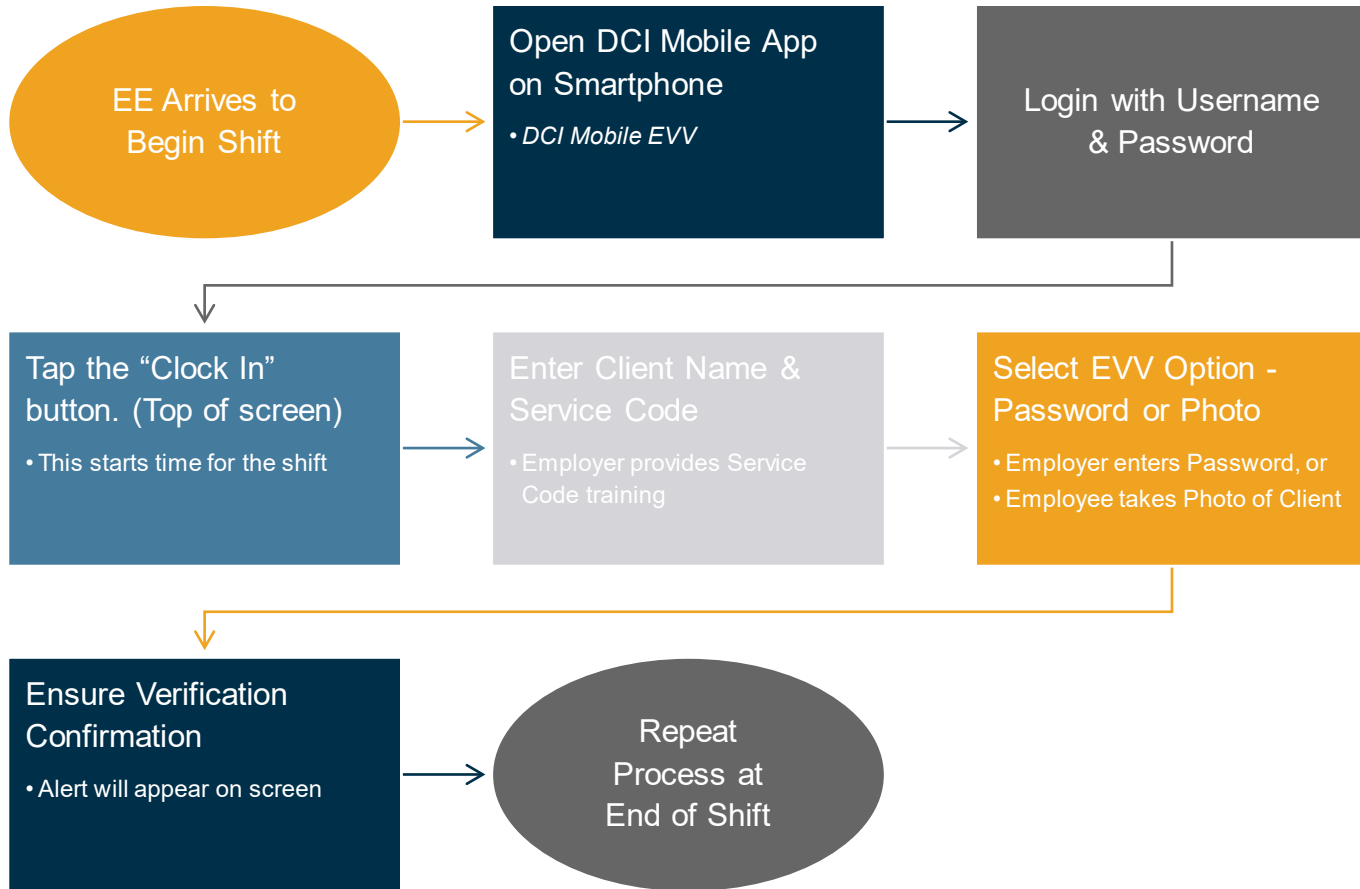 EE Arrives to
Begin Shift
Open DCI Mobile App
on Smartphone
• DCI Mobile EVV
Login with Username
& Password
Tap the “Clock In”
button. (Top of screen)
• This starts time for the shift
Enter Client Name &
Service Code
• Employer provides Service
Code training
Select EVV Option -
Password or Photo
• Employer enters Password, or
• Employee takes Photo of Client
Ensure Verification
Confirmation
• Alert will appear on screen
Repeat
Process at
End of Shift